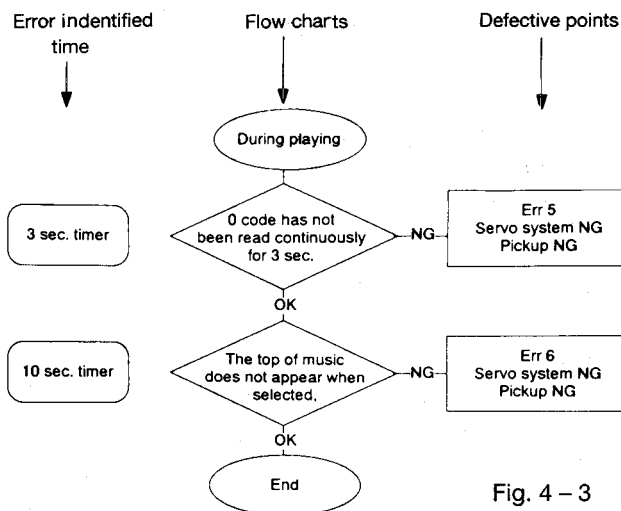 Error indentified
time
Flow charts
Defective points
During playing
3 sec. timer
0 code has not
been read continuously
for 3 sec.
NG
Err 5
Servo system NG
Pickup NG
OK
10 sec. timer
The top of music
does not appear when
selected,
NG
Err 6
Servo system NG
Pickup NG
OK
End
Fig. 4 – 3